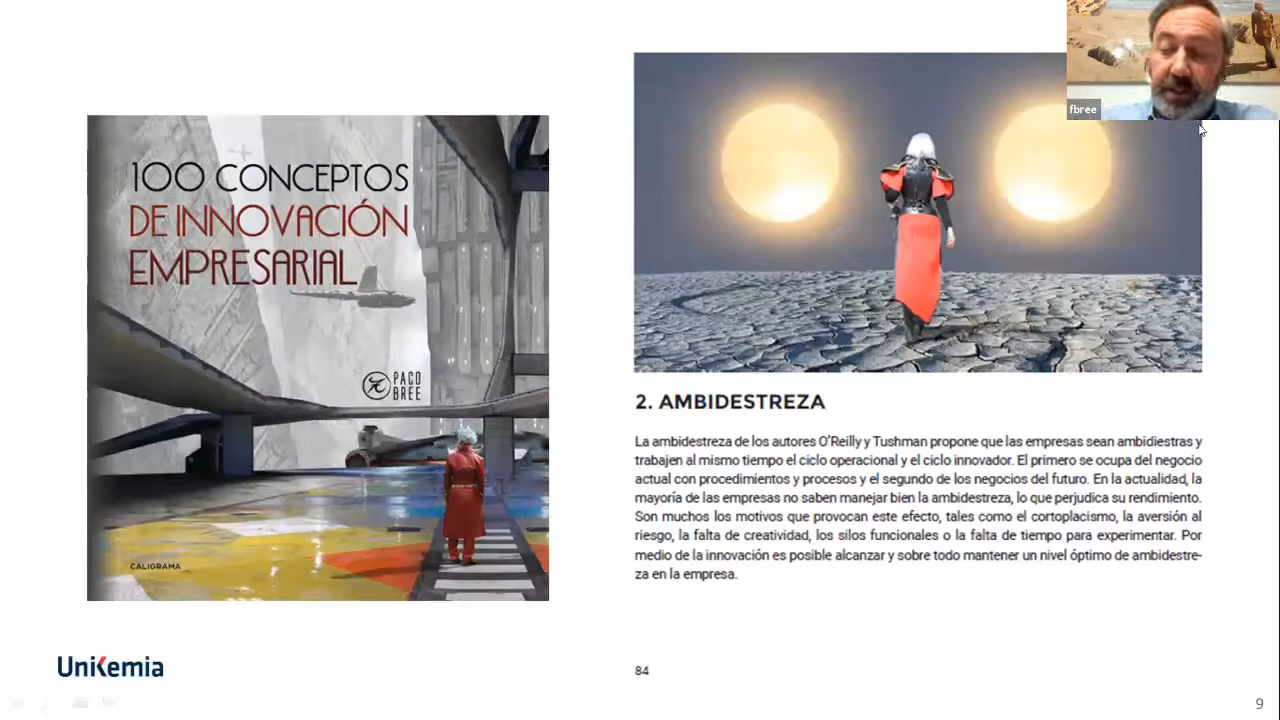 100 CONCEPTOS
DE INNOVACIÓN
EMPRESARIAL
PACO
BREE
CALIGRAMA
UniKemia
fbree
2. AMBIDESTREZA
La ambidestreza de los autores O'Reilly y Tushman propone que las empresas sean ambidiestras y
trabajen al mismo tiempo el ciclo operacional y el ciclo innovador. El primero se ocupa del negocio
actual con procedimientos y procesos y el segundo de los negocios del futuro. En la actualidad, la
mayoría de las empresas no saben manejar bien la ambidestreza, lo que perjudica su rendimiento.
Son muchos los motivos que provocan este efecto, tales como el cortoplacismo, la aversión al
riesgo, la falta de creatividad, los silos funcionales o la falta de tiempo para experimentar. Por
medio de la innovación es posible alcanzar y sobre todo mantener un nivel óptimo de ambidestre-
za en la empresa.
84
9